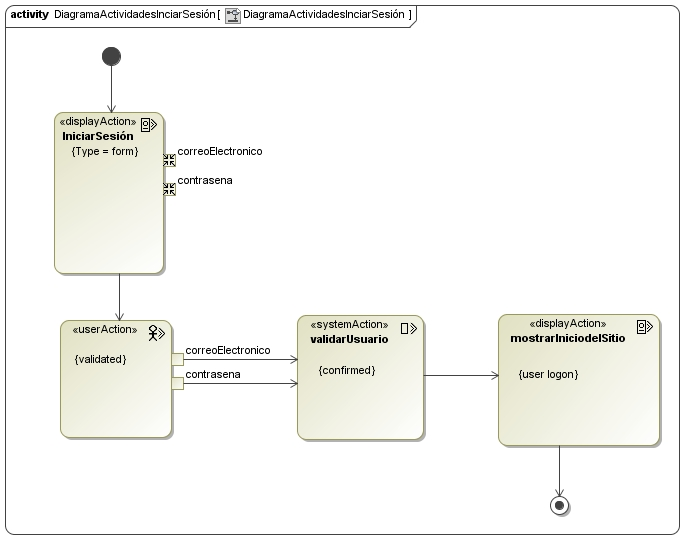 activity DiagramaActividadesInciarSesión[ DiagramaActividadesInciarSesión ]
«displayAction»
IniciarSesión
{Type = form}
correoElectronico
contrasena
«userAction»
{validated}
correoElectronico
contrasena
«systemAction»
validarUsuario
{confirmed}
«displayAction»
mostrarIniciodelSitio
{user logon}